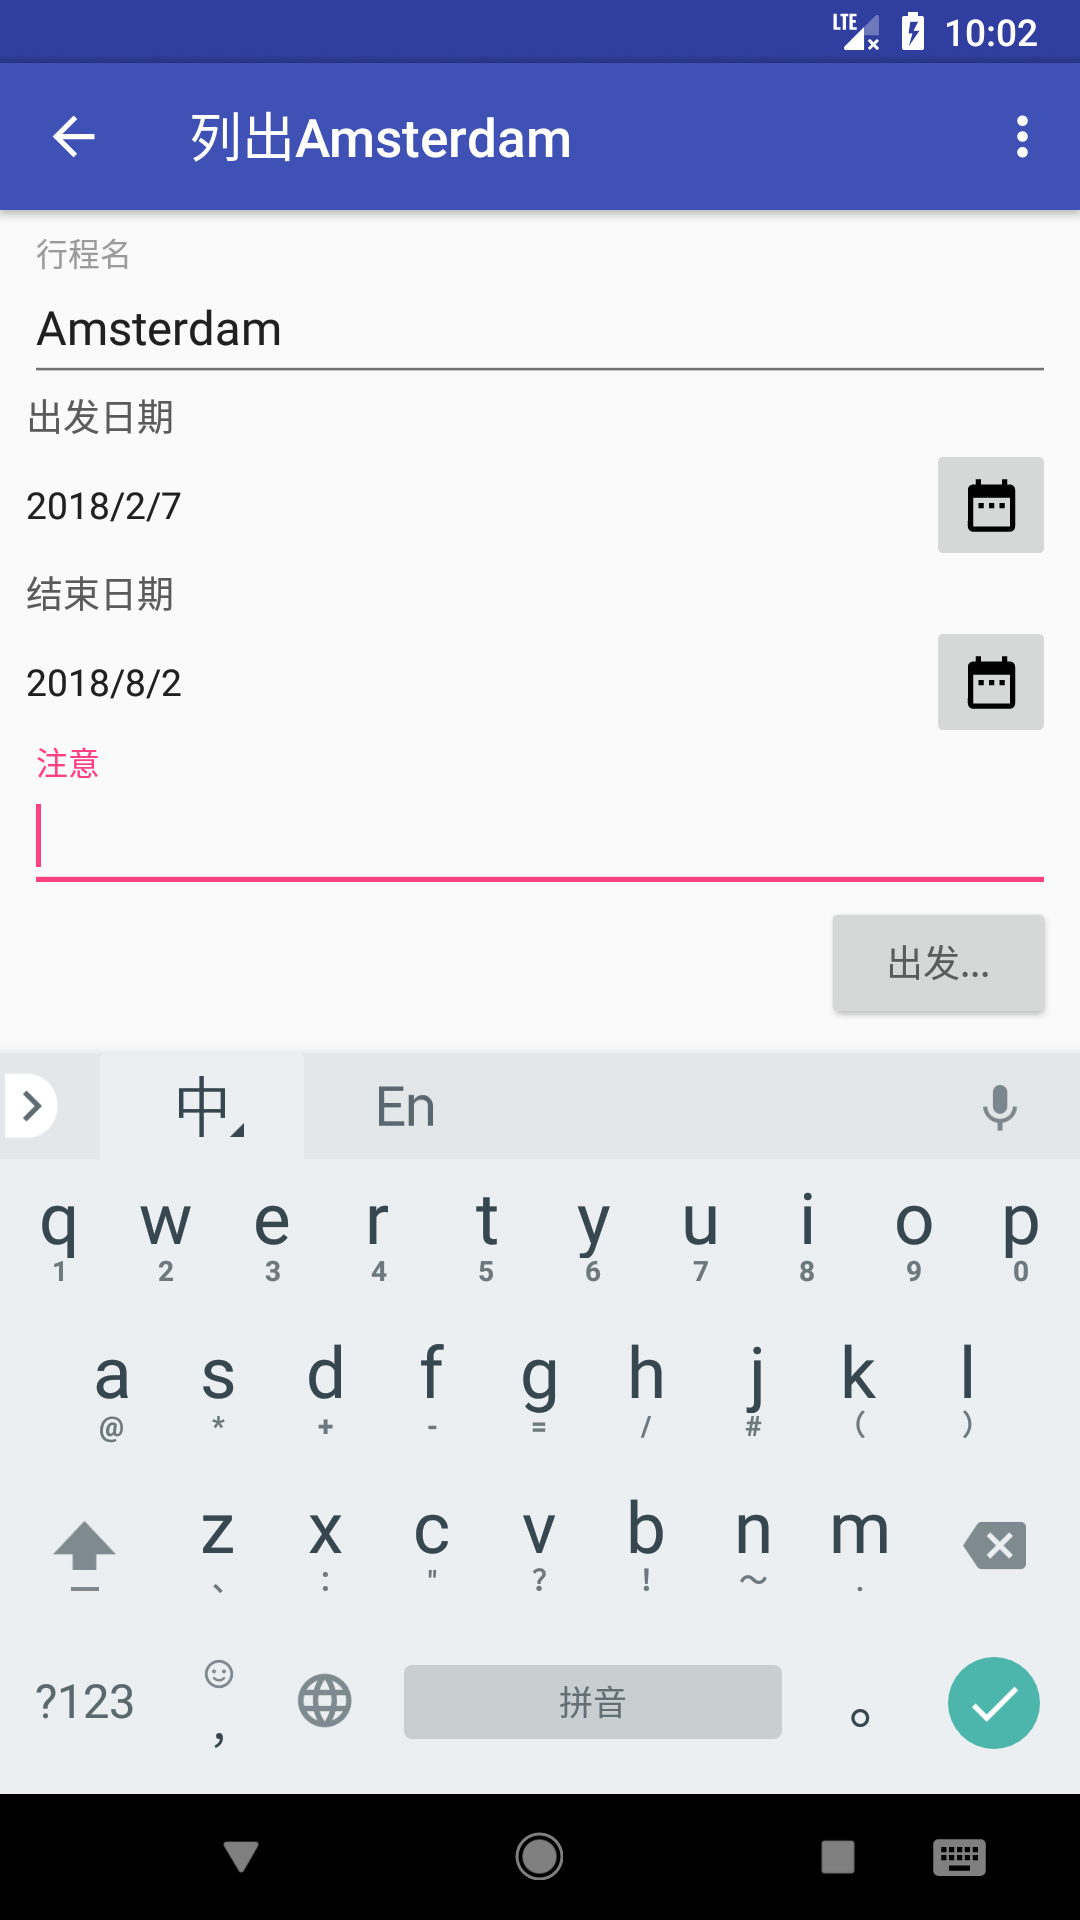 LTE 10:02
列出Amsterdam
行程名
Amsterdam
出发日期
2018/2/7
结束日期
2018/8/2
注意
出发...
中 En
q w e r t y u i o p
1 2 3 4 5 6 7 8 9 0
a s d f g h j k l
@ * + - = / # ( )
z x c v b n m
、 : " ? ! ～ .
?123 , 拼音 。